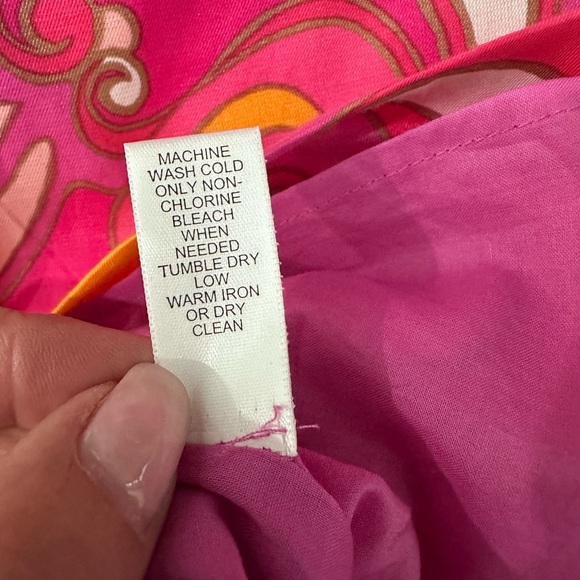 MACHINE
WASH COLD
ONLY NON-
CHLORINE
BLEACH
WHEN
NEEDED
TUMBLE DRY
LOW
WARM IRON
OR DRY
CLEAN